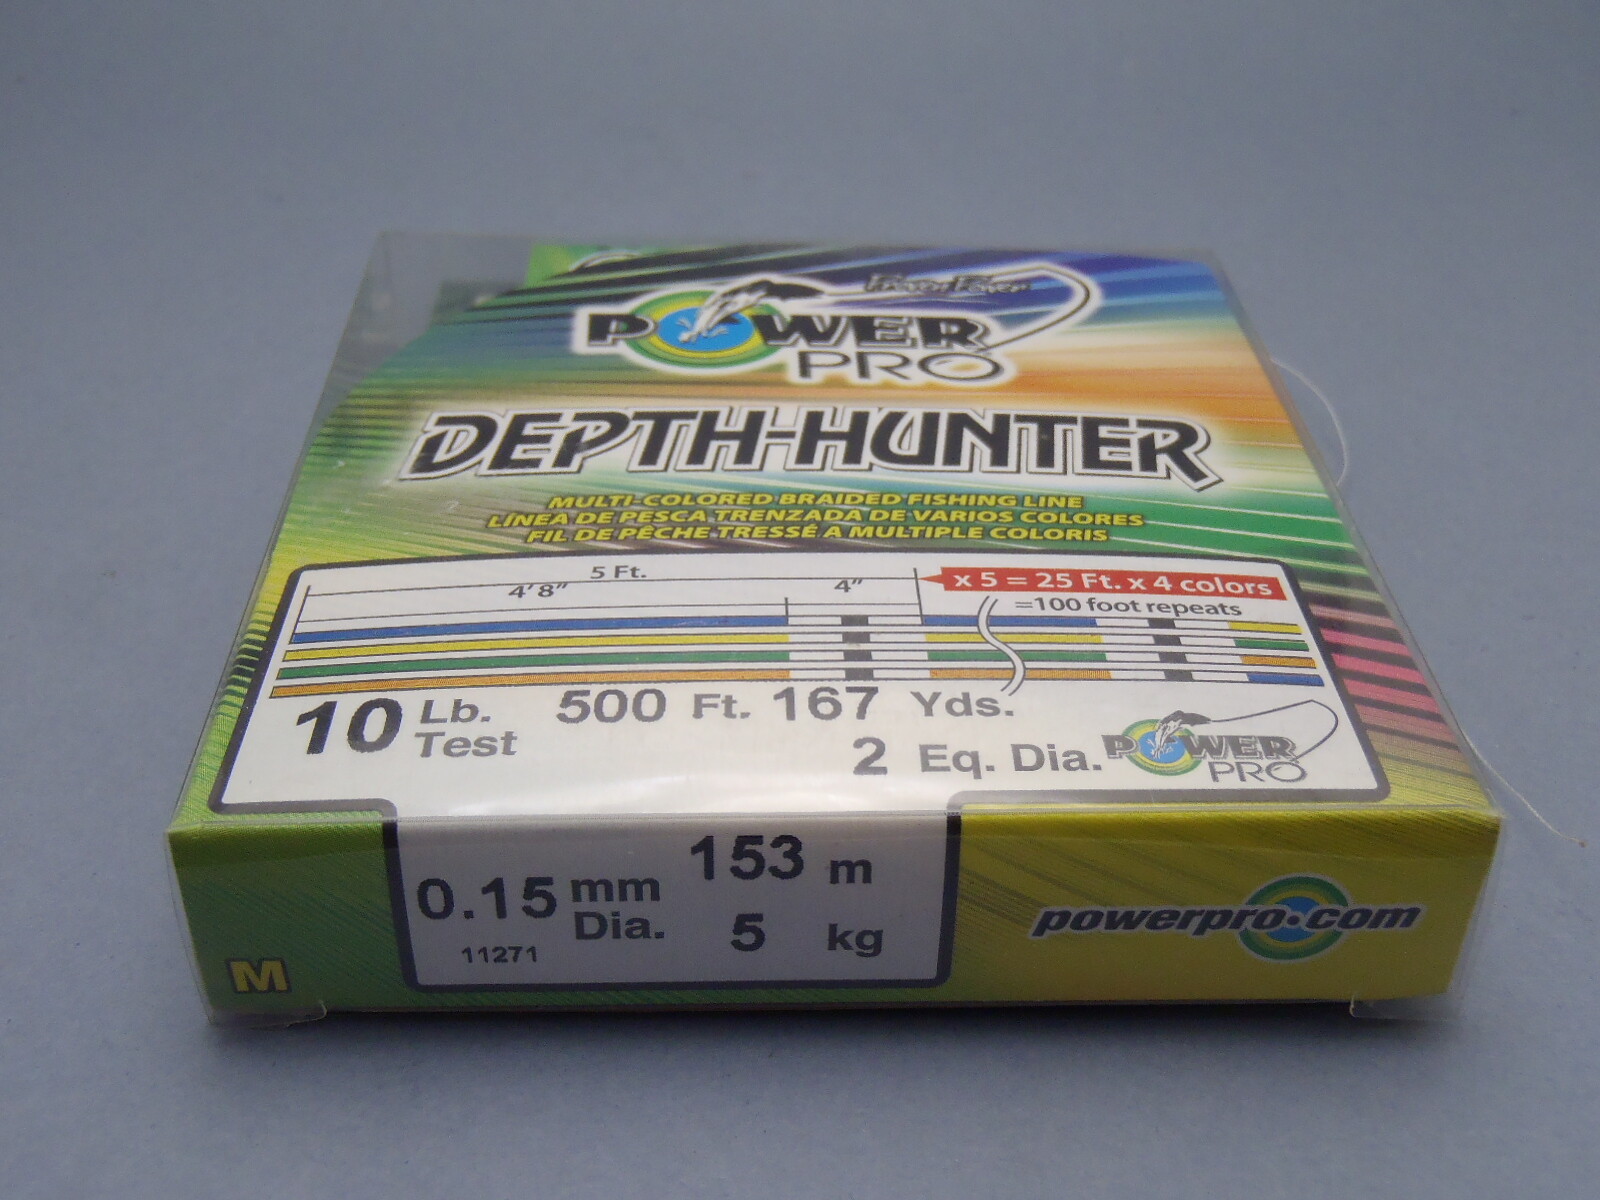 Proven Power
POWER
PRO
DEPTH-HUNTER
MULTI-COLORED BRAIDED FISHING LINE
LÍNEA DE PESCA TRENZADA DE VARIOS COLORES
FIL DE PÊCHE TRESSÉ A MULTIPLE COLORIS
5 Ft.
4' 8" 4"
x 5 = 25 Ft. x 4 colors
=100 foot repeats
10 Lb. Test 500 Ft. 167 Yds.
2 Eq. Dia.
POWER
PRO
0.15 mm Dia. 153 m
5 kg
11271
M
powerpro.com